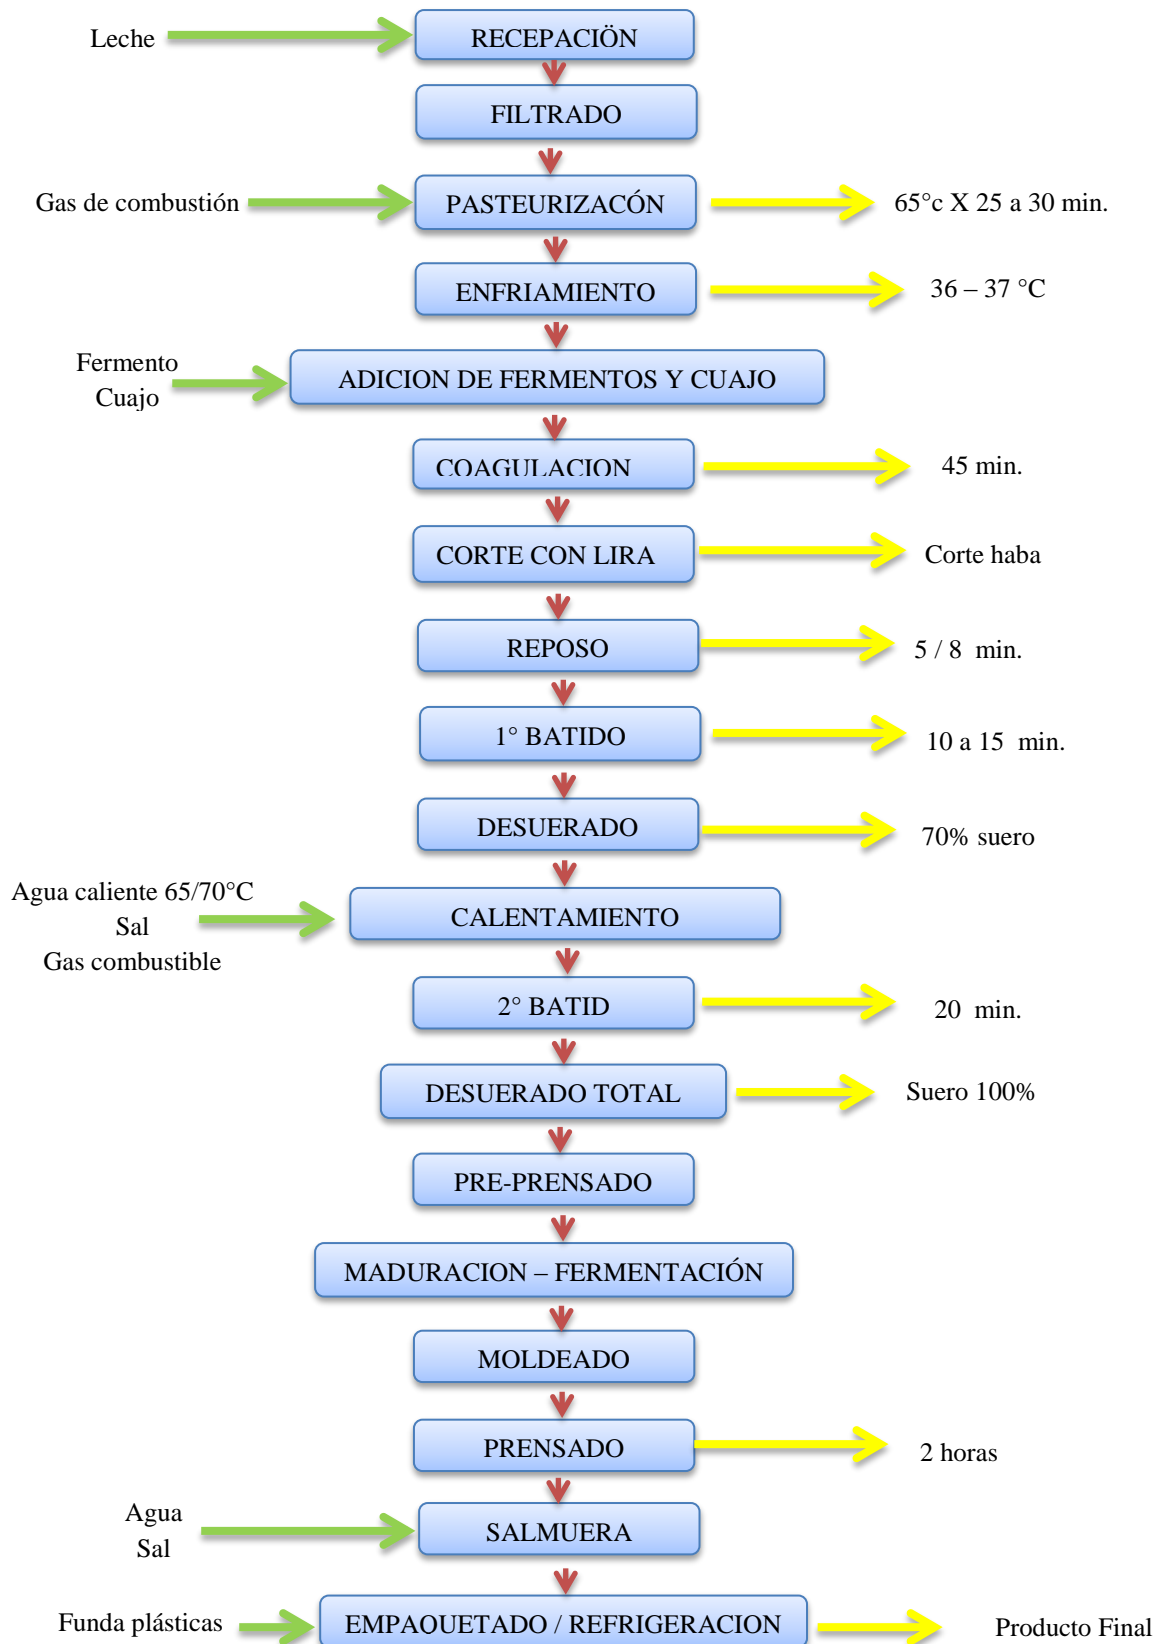 Leche
RECEPACIÖN
FILTRADO
Gas de combustión
PASTEURIZACÓN
65°c X 25 a 30 min.
ENFRIAMIENTO
36 – 37 °C
Fermento
Cuajo
ADICION DE FERMENTOS Y CUAJO
COAGULACION
45 min.
CORTE CON LIRA
Corte haba
REPOSO
5 / 8 min.
1° BATIDO
10 a 15 min.
DESUERADO
70% suero
Agua caliente 65/70°C
Sal
Gas combustible
CALENTAMIENTO
2° BATID
20 min.
DESUERADO TOTAL
Suero 100%
PRE-PRENSADO
MADURACION – FERMENTACIÓN
MOLDEADO
PRENSADO
2 horas
Agua
Sal
SALMUERA
Funda plásticas
EMPAQUETADO / REFRIGERACION
Producto Final